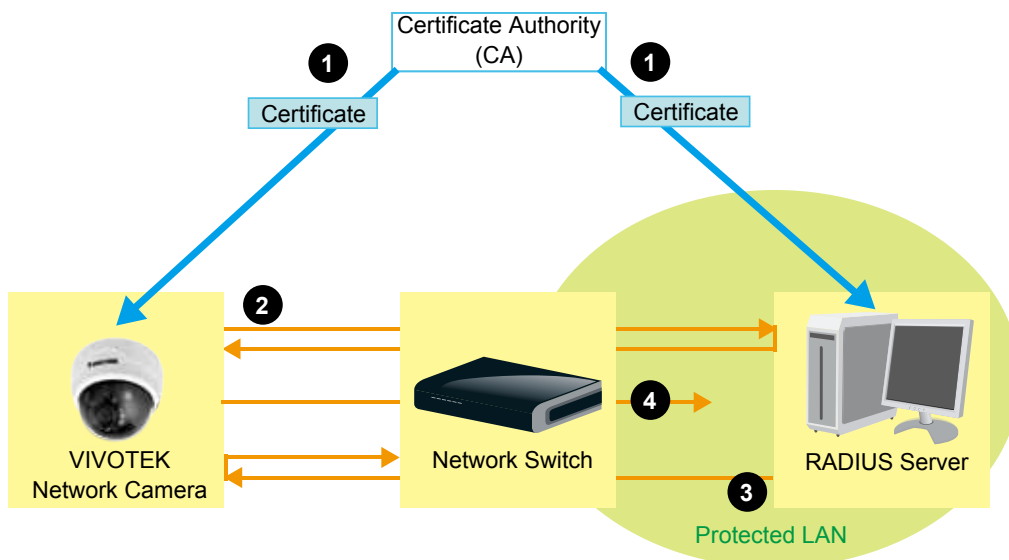 Certificate Authority
(CA)
1
1
Certificate
Certificate
2
4
VIVOTEK
Network Camera
Network Switch
RADIUS Server
3
Protected LAN